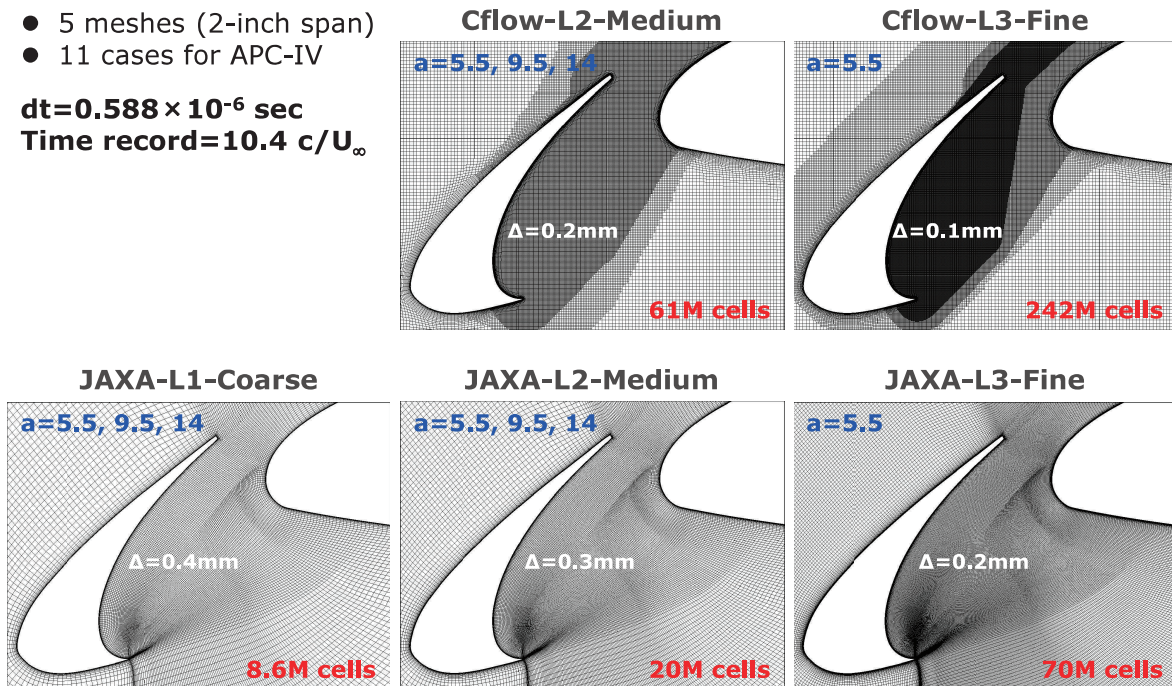 ● 5 meshes (2-inch span)
● 11 cases for APC-IV
dt=0.588×10⁻⁶ sec
Time record=10.4 c/U∞
Cflow-L2-Medium
a=5.5, 9.5, 14
Δ=0.2mm
61M cells
Cflow-L3-Fine
a=5.5
Δ=0.1mm
242M cells
JAXA-L1-Coarse
a=5.5, 9.5, 14
Δ=0.4mm
8.6M cells
JAXA-L2-Medium
a=5.5, 9.5, 14
Δ=0.3mm
20M cells
JAXA-L3-Fine
a=5.5
Δ=0.2mm
70M cells